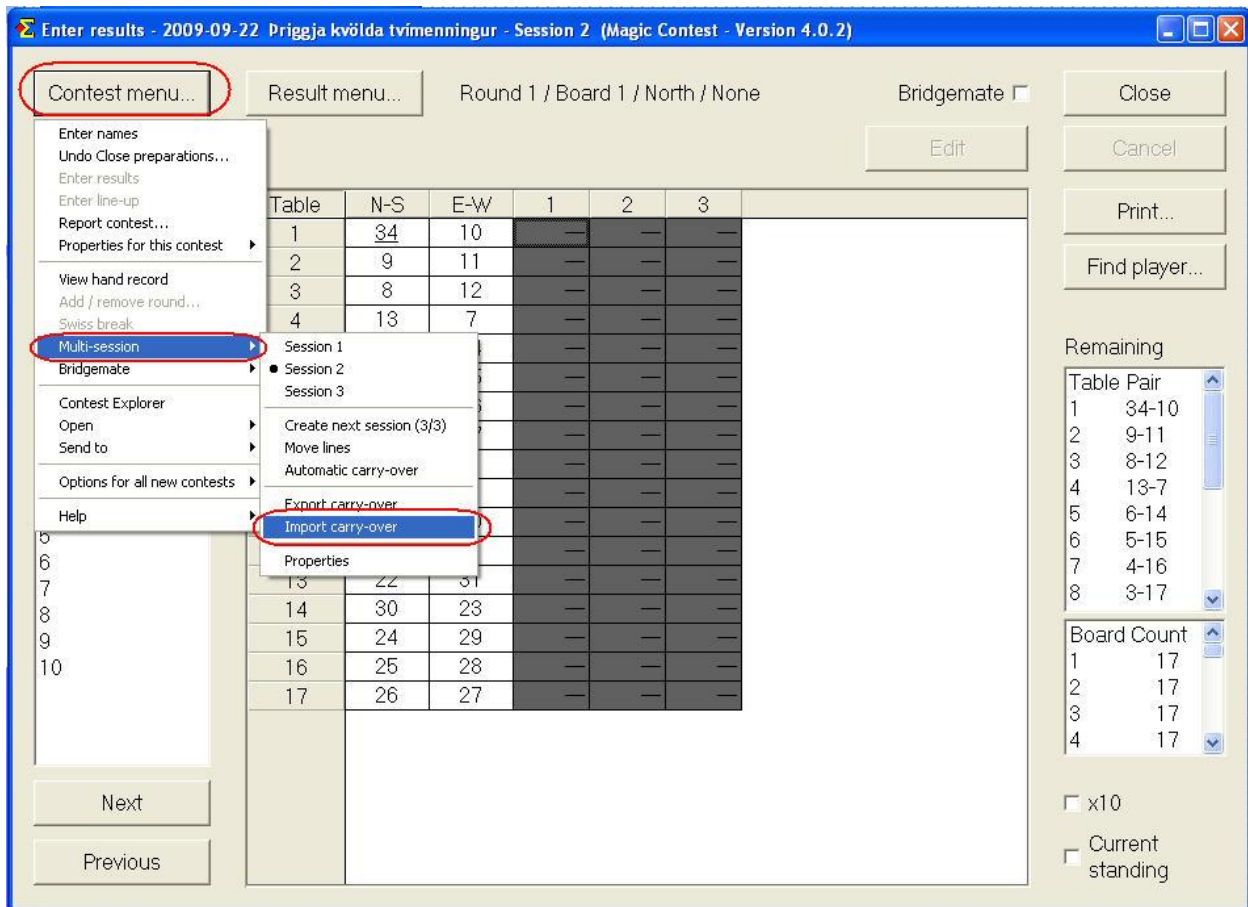 Enter results - 2009-09-22 Þriggja kvölda tvímenningur - Session 2 (Magic Contest - Version 4.0.2)
Contest menu...
Result menu...
Round 1 / Board 1 / North / None
Bridgemate
Close
Edit
Cancel
Print...
Find player...
Enter names
Undo Close preparations...
Enter results
Enter line-up
Report contest...
Properties for this contest
View hand record
Add / remove round...
Swiss break
Multi-session
Bridgemate
Contest Explorer
Open
Send to
Options for all new contests
Help
Session 1
Session 2
Session 3
Create next session (3/3)
Move lines
Automatic carry-over
Export carry-over
Import carry-over
Properties
6
7
8
9
10
Table N-S E-W 1 2 3
1 34 10 — — —
2 9 11 — — —
3 8 12 — — —
4 13 7 — — —
— — —
— — —
— — —
— — —
— — —
— — —
— — —
— — —
13 22 31 — — —
14 30 23 — — —
15 24 29 — — —
16 25 28 — — —
17 26 27 — — —
Remaining
Table Pair
1 34-10
2 9-11
3 8-12
4 13-7
5 6-14
6 5-15
7 4-16
8 3-17
Board Count
1 17
2 17
3 17
4 17
x10
Current
standing
Next
Previous